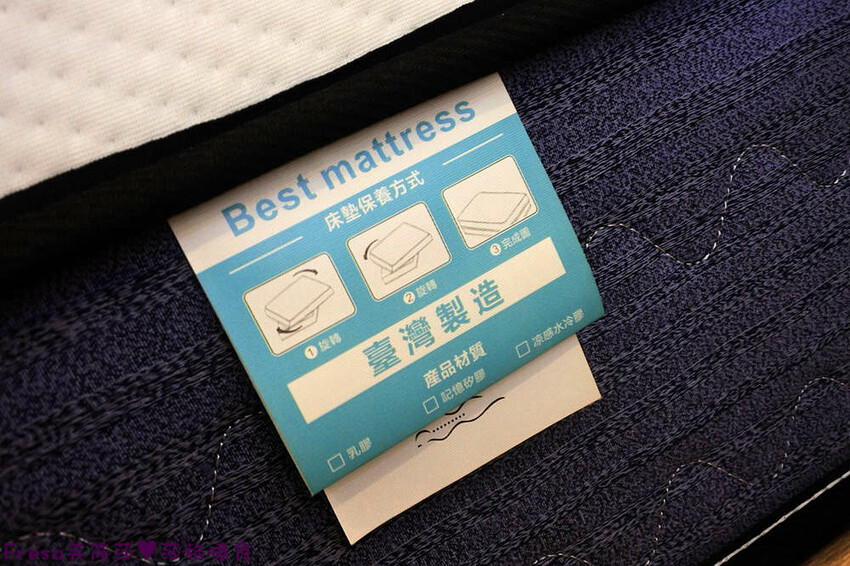 Best mattress
床墊保養方式
1 旋轉
2 旋轉
3 完成圖
臺灣製造
產品材質
乳膠
記憶矽膠
凉感水冷膠